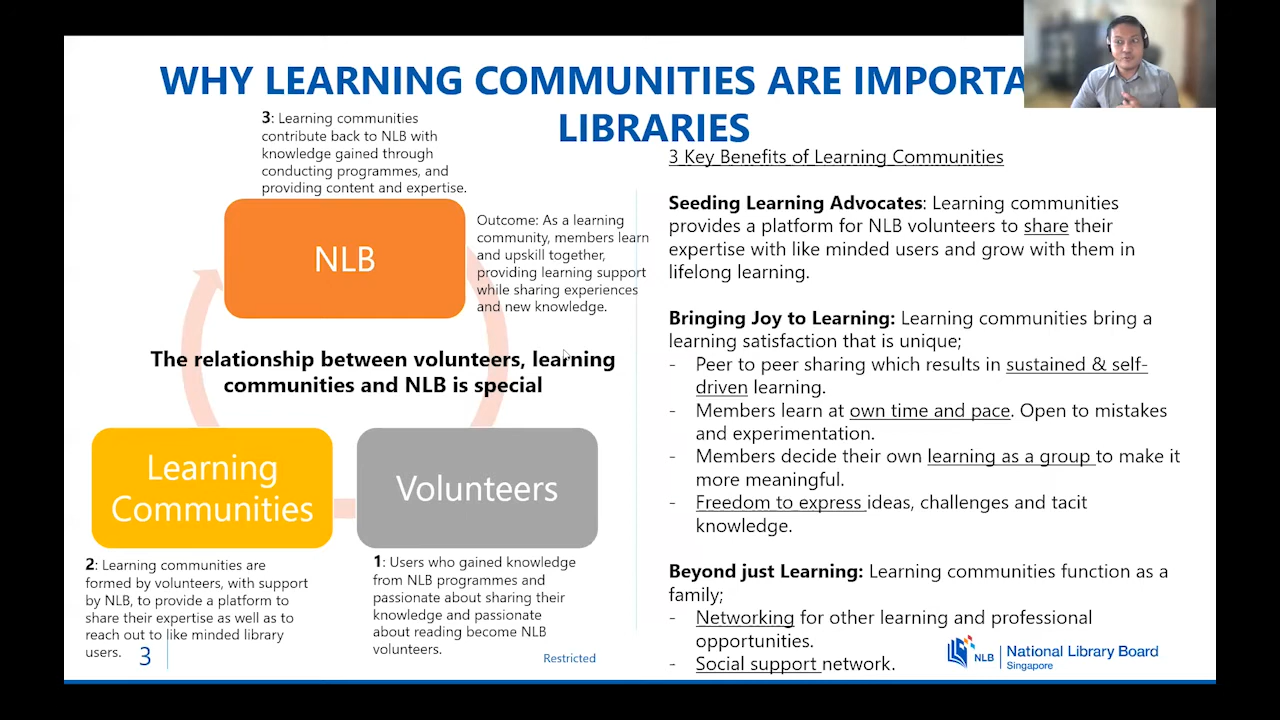 WHY LEARNING COMMUNITIES ARE IMPORTA
LIBRARIES
3: Learning communities
contribute back to NLB with
knowledge gained through
conducting programmes, and
providing content and expertise.
NLB
Outcome: As a learning
community, members learn
and upskill together,
providing learning support
while sharing experiences
and new knowledge.
The relationship between volunteers, learning
communities and NLB is special
Learning
Communities
Volunteers
2: Learning communities are
formed by volunteers, with support
by NLB, to provide a platform to
share their expertise as well as to
reach out to like minded library
users.
1: Users who gained knowledge
from NLB programmes and
passionate about sharing their
knowledge and passionate
about reading become NLB
volunteers.
3 Key Benefits of Learning Communities
Seeding Learning Advocates: Learning communities
provides a platform for NLB volunteers to share their
expertise with like minded users and grow with them in
lifelong learning.
Bringing Joy to Learning: Learning communities bring a
learning satisfaction that is unique;
- Peer to peer sharing which results in sustained & self-
driven learning.
- Members learn at own time and pace. Open to mistakes
and experimentation.
- Members decide their own learning as a group to make it
more meaningful.
- Freedom to express ideas, challenges and tacit
knowledge.
Beyond just Learning: Learning communities function as a
family;
- Networking for other learning and professional
opportunities.
- Social support network.
3
Restricted
NLB National Library Board
Singapore